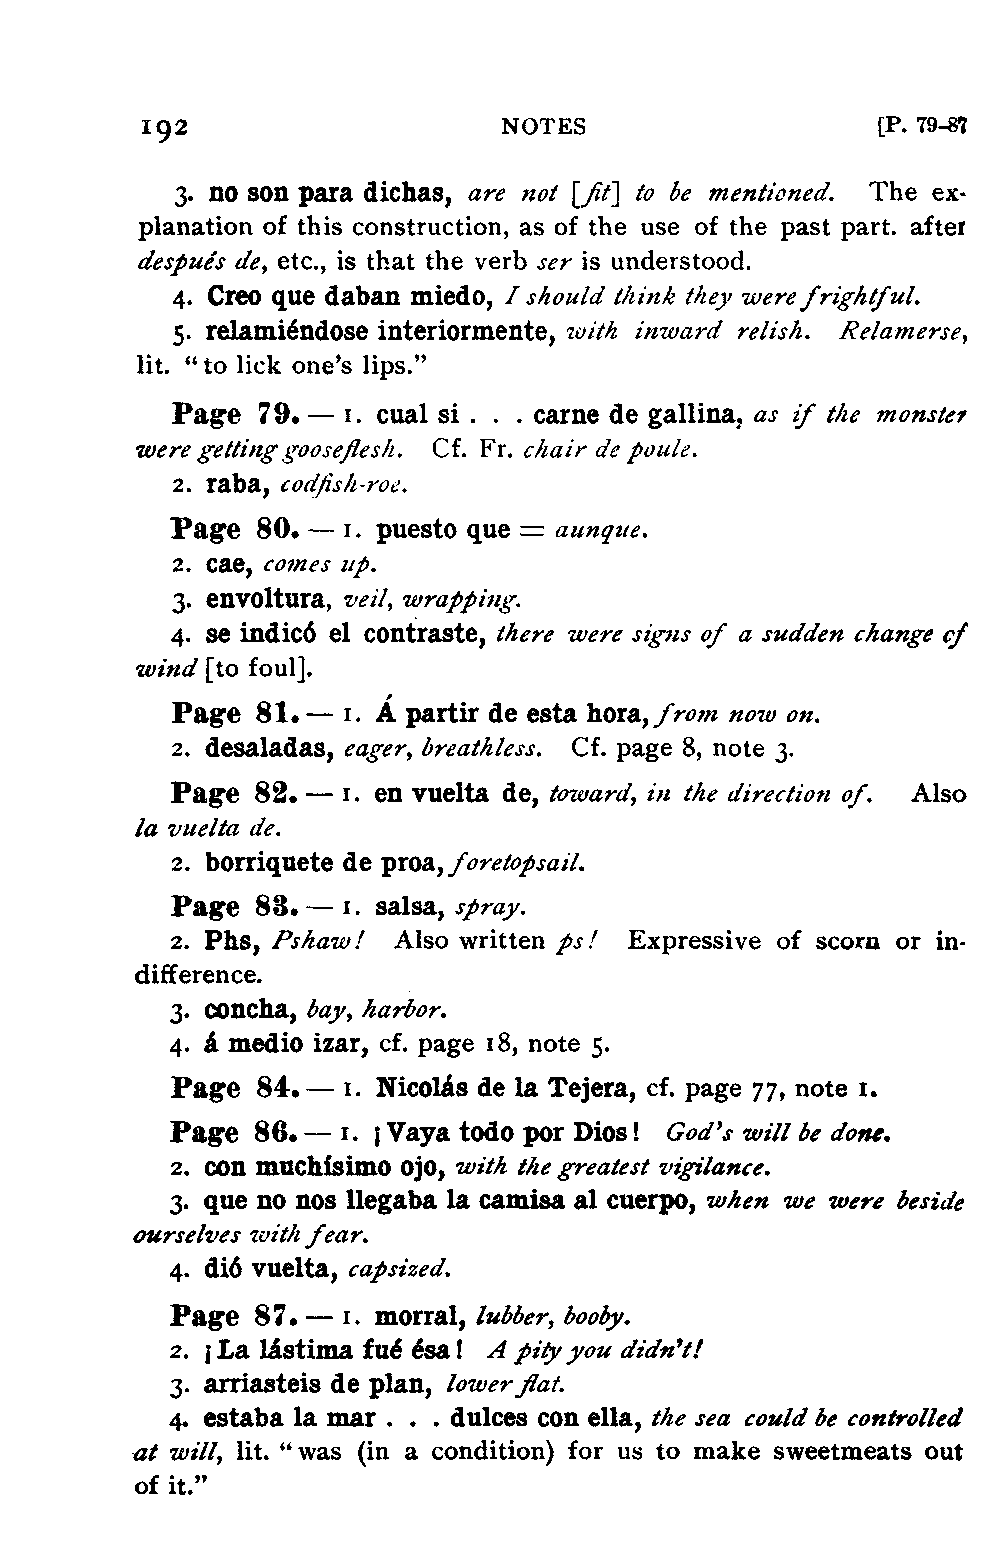 192 NOTES [P. 79–87
3. no son para dichas, are not [fit] to be mentioned. The ex-
planation of this construction, as of the use of the past part. after
después de, etc., is that the verb ser is understood.
4. Creo que daban miedo, I should think they were frightful.
5. relamiéndose interiormente, with inward relish. Relamerse,
lit. “to lick one’s lips.”
Page 79. — 1. cual si . . . carne de gallina, as if the monster
were getting gooseflesh. Cf. Fr. chair de poule.
2. raba, codfish-roe.
Page 80. — 1. puesto que = aunque.
2. cae, comes up.
3. envoltura, veil, wrapping.
4. se indicó el contraste, there were signs of a sudden change of
wind [to foul].
Page 81. — 1. Á partir de esta hora, from now on.
2. desaladas, eager, breathless. Cf. page 8, note 3.
Page 82. — 1. en vuelta de, toward, in the direction of. Also
la vuelta de.
2. borriquete de proa, foretopsail.
Page 83. — 1. salsa, spray.
2. Phs, Pshaw! Also written ps! Expressive of scorn or in-
difference.
3. concha, bay, harbor.
4. á medio izar, cf. page 18, note 5.
Page 84. — 1. Nicolás de la Tejera, cf. page 77, note 1.
Page 86. — 1. ¡Vaya todo por Dios! God’s will be done.
2. con muchísimo ojo, with the greatest vigilance.
3. que no nos llegaba la camisa al cuerpo, when we were beside
ourselves with fear.
4. dió vuelta, capsized.
Page 87. — 1. morral, lubber, booby.
2. ¡La lástima fué ésa! A pity you didn’t!
3. arriasteis de plan, lower flat.
4. estaba la mar . . . dulces con ella, the sea could be controlled
at will, lit. “was (in a condition) for us to make sweetmeats out
of it.”